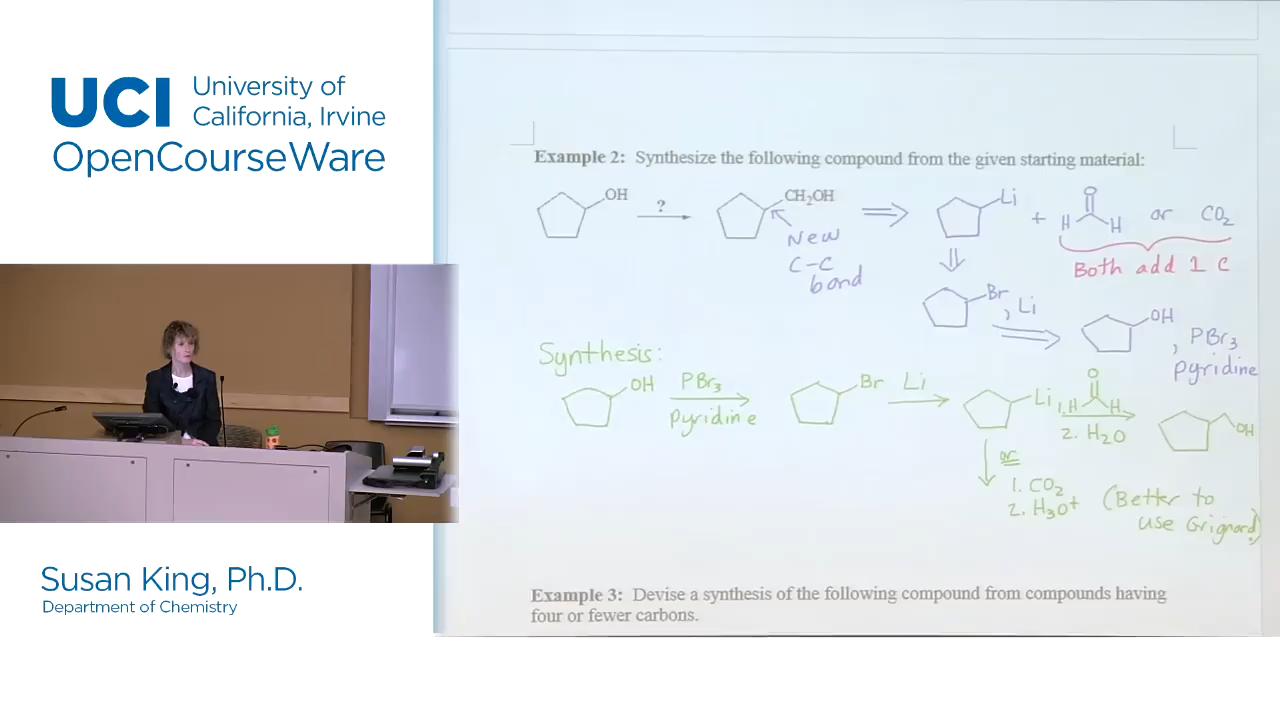 UCI University of
California, Irvine
OpenCourseWare
Example 2: Synthesize the following compound from the given starting material:
OH ? CH₂OH Li + H O H or CO₂
New
C-C
bond
Both add 1 C
Br, Li OH, PBr₃
pyridine
Synthesis:
OH PBr₃ Br Li Li 1. H O H OH
pyridine 2. H₂O
or
1. CO₂
2. H₃O⁺
(Better to
use Grignard)
Susan King, Ph.D.
Department of Chemistry
Example 3: Devise a synthesis of the following compound from compounds having
four or fewer carbons.